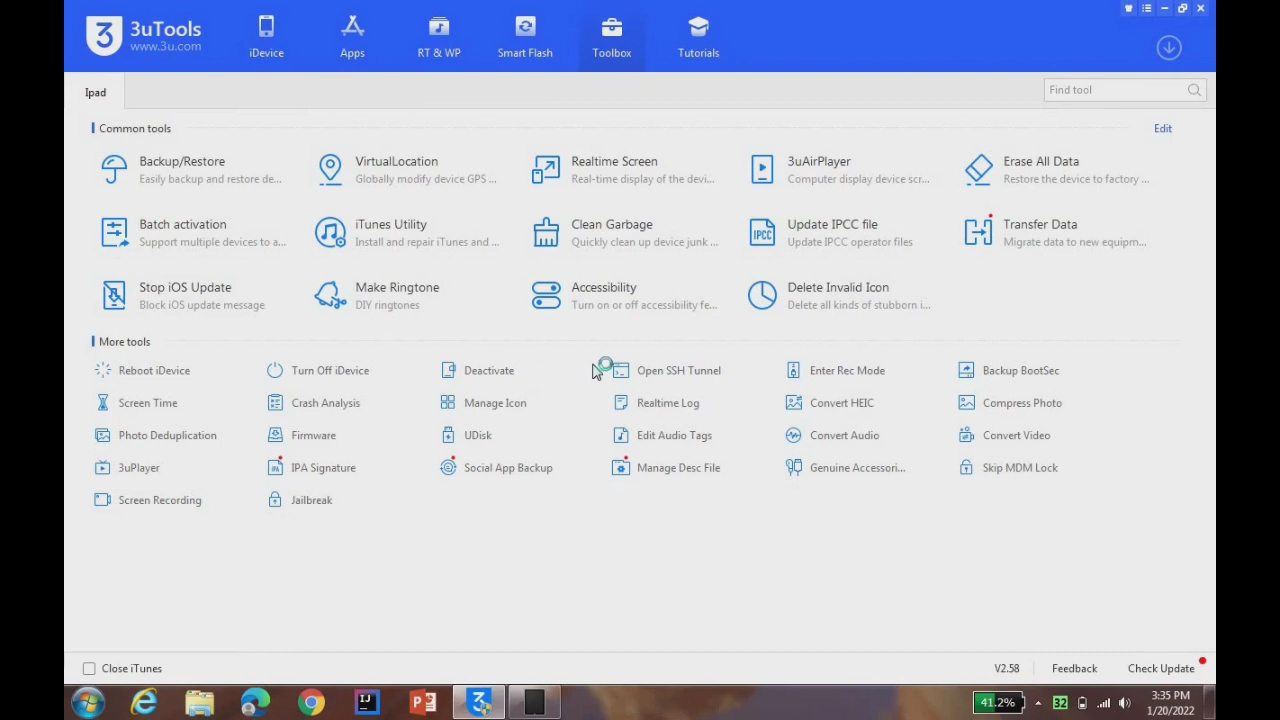 3
3uTools
www.3u.com
iDevice
Apps
RT & WP
Smart Flash
Toolbox
Tutorials
Ipad
Find tool
Common tools
Edit
Backup/Restore
Easily backup and restore de...
VirtualLocation
Globally modify device GPS ...
Realtime Screen
Real-time display of the devi...
3uAirPlayer
Computer display device scr...
Erase All Data
Restore the device to factory ...
Batch activation
Support multiple devices to a...
iTunes Utility
Install and repair iTunes and ...
Clean Garbage
Quickly clean up device junk ...
IPCC
Update IPCC file
Update IPCC operator files
Transfer Data
Migrate data to new equipm...
Stop iOS Update
Block iOS update message
Make Ringtone
DIY ringtones
Accessibility
Turn on or off accessibility fe...
Delete Invalid Icon
Delete all kinds of stubborn i...
More tools
Reboot iDevice
Turn Off iDevice
Deactivate
Open SSH Tunnel
Enter Rec Mode
Backup BootSec
Screen Time
Crash Analysis
Manage Icon
Realtime Log
Convert HEIC
Compress Photo
Photo Deduplication
Firmware
UDisk
Edit Audio Tags
Convert Audio
Convert Video
3uPlayer
IPA Signature
Social App Backup
Manage Desc File
Genuine Accessori...
Skip MDM Lock
Screen Recording
Jailbreak
Close iTunes
V2.58
Feedback
Check Update
IJ
P
3
41.2%
32
3:35 PM
1/20/2022